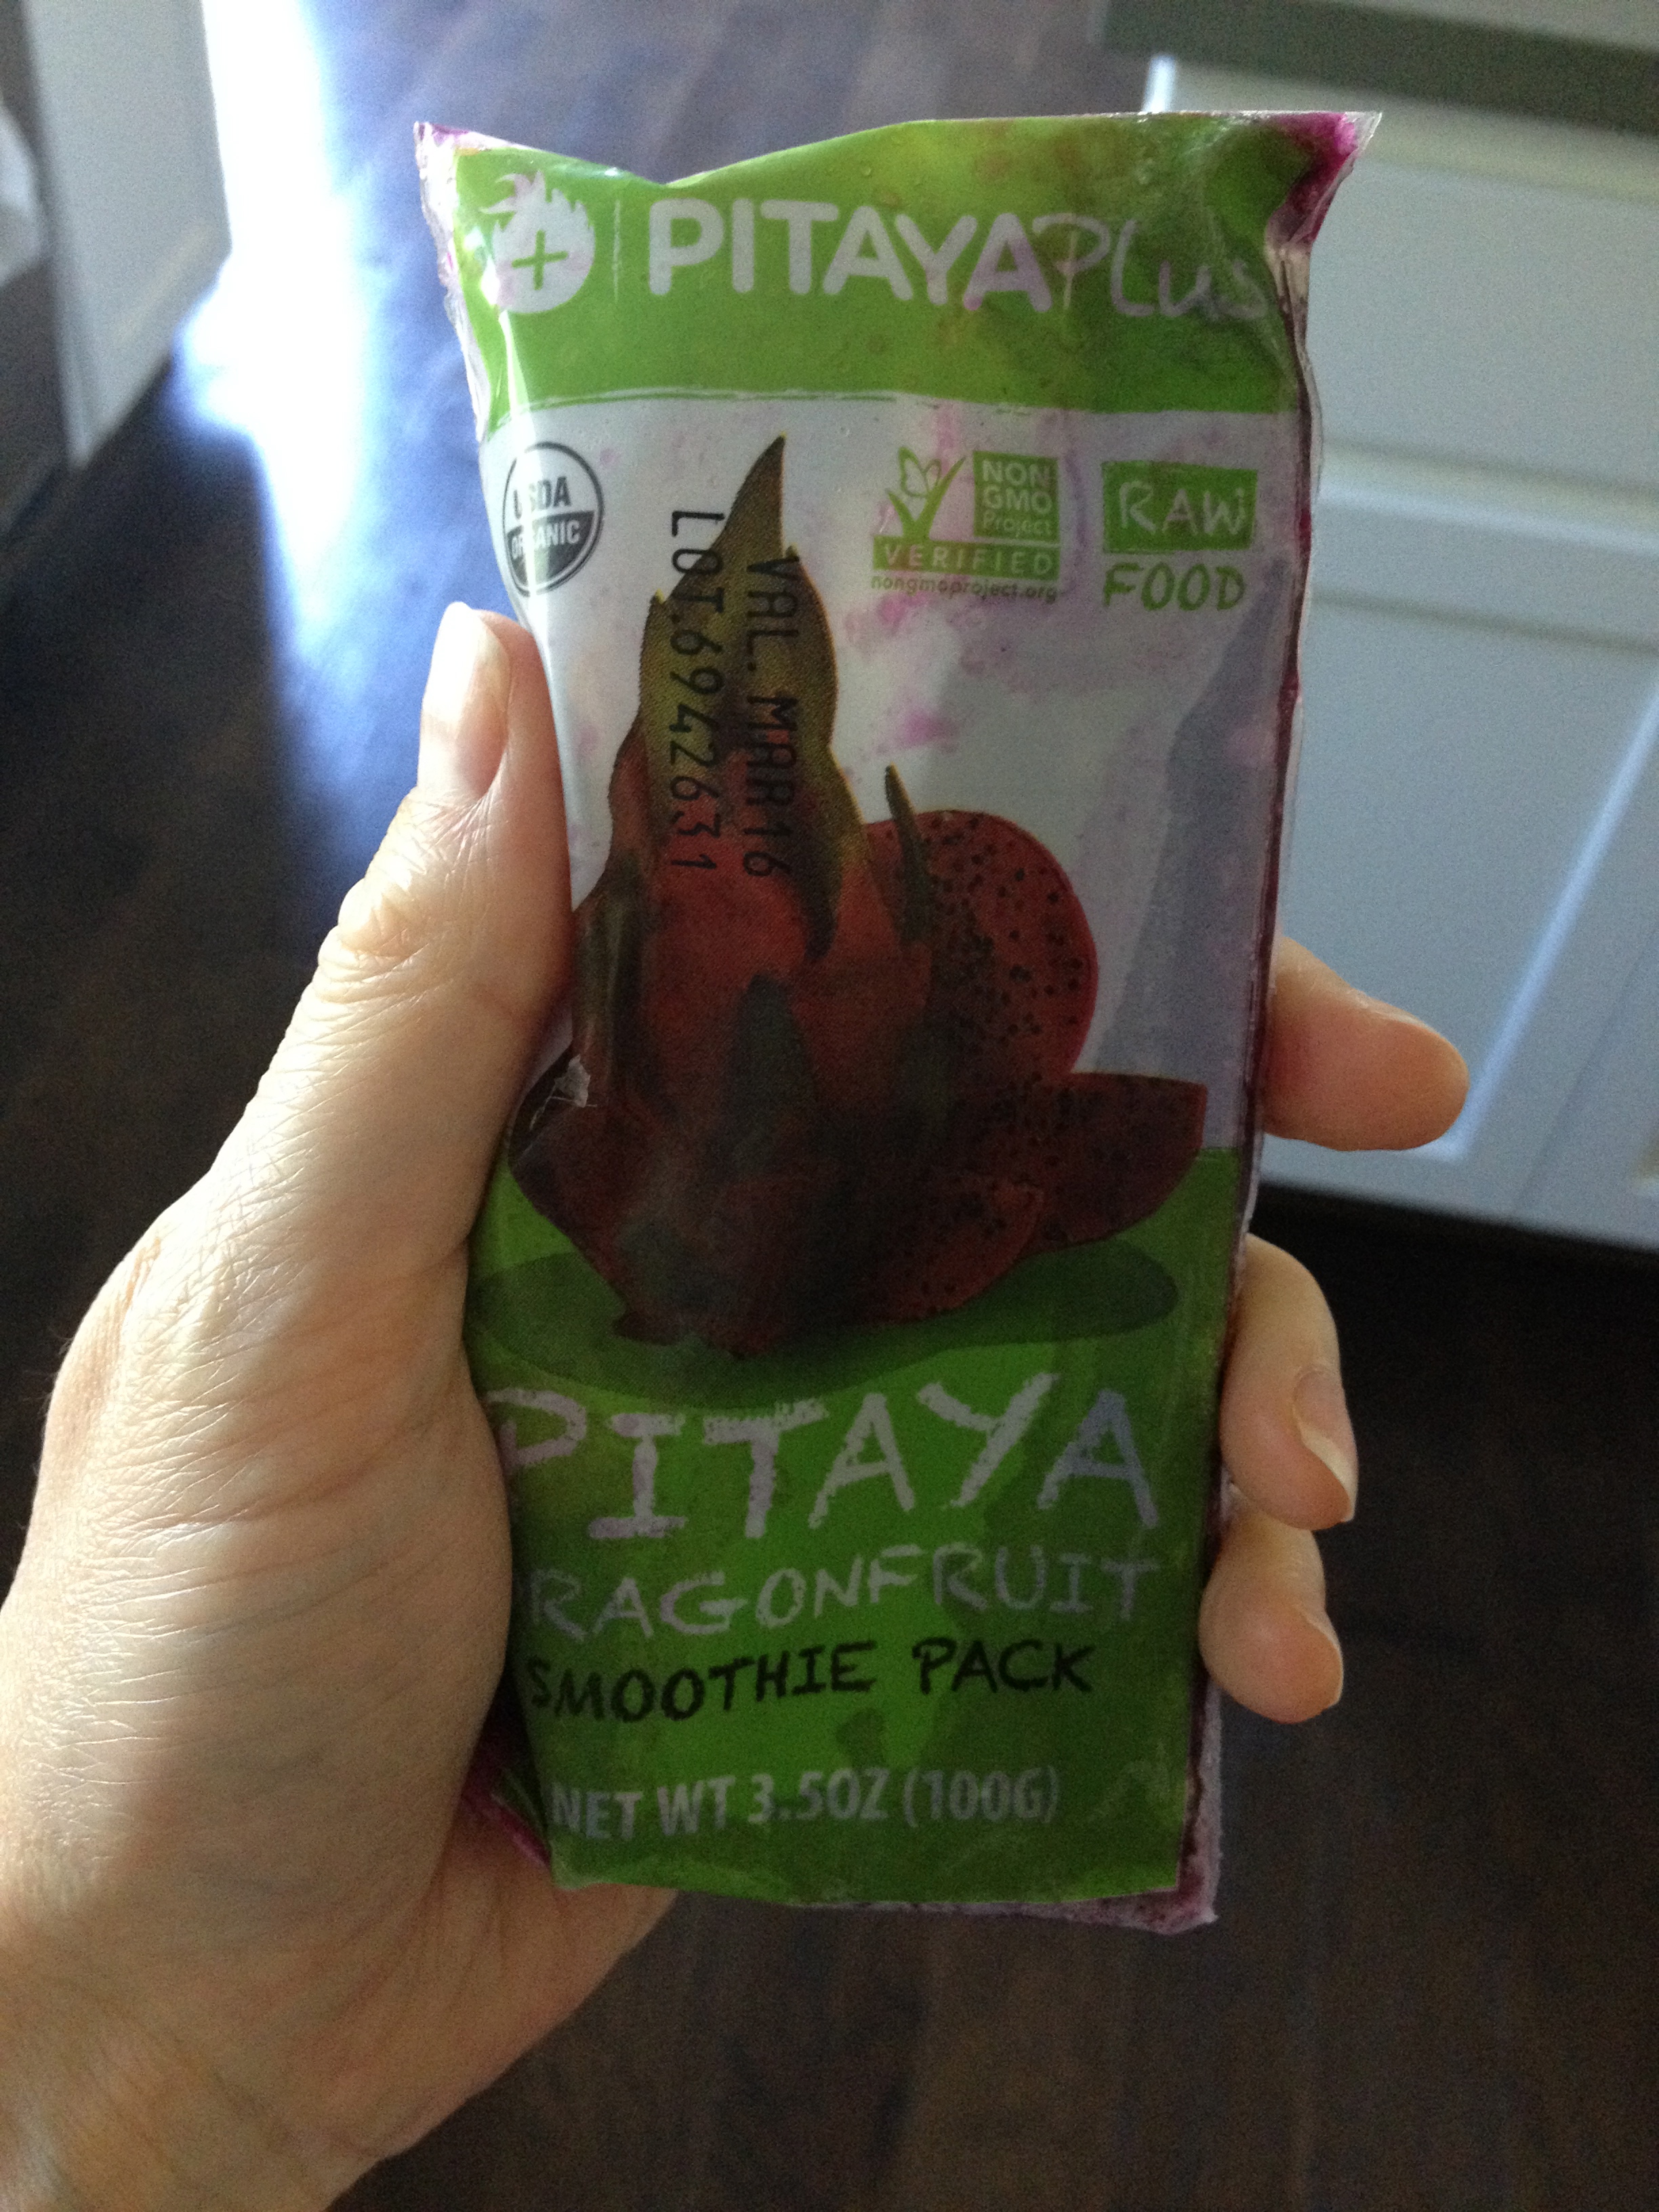 + PITAYAPLus
USDA
ORGANIC
NON
GMO
Project
VERIFIED
nongmoproject.org
RAW
FOOD
VAL. MAR16
LOT.6942631
PITAYA
DRAGONFRUIT
SMOOTHIE PACK
NET WT 3.5OZ (100G)